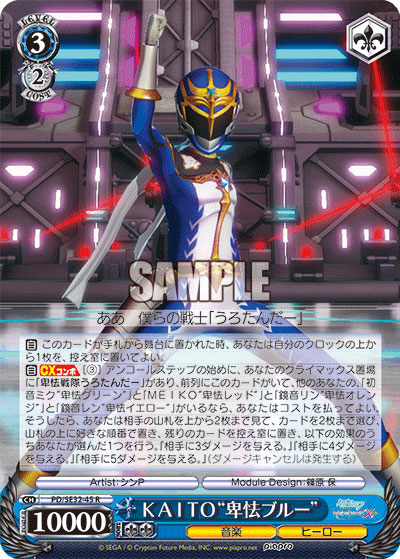 LEVEL
3
2
COST
SAMPLE
ああ 僕らの戦士「うろたんだー」
自 このカードが手札から舞台に置かれた時、あなたは自分のクロックの上か
ら1枚を、控え室に置いてよい。
自 CXコンボ [③] アンコールステップの始めに、あなたのクライマックス置場
に「卑怯戦隊うろたんだー」があり、前列にこのカードがいて、他のあなたの、「初
音ミク“卑怯グリーン”」と「MEIKO“卑怯レッド”」と「鏡音リン“卑怯オレン
ジ”」と「鏡音レン“卑怯イエロー”」がいるなら、あなたはコストを払ってよい。
そうしたら、あなたは相手の山札を上から2枚まで見て、カードを2枚まで選び、
山札の上に好きな順番で置き、残りのカードを控え室に置き、以下の効果のう
ちあなたが選んだ1つを行う。『相手に3ダメージを与える。』『相手に4ダメージ
を与える。』『相手に5ダメージを与える。』（ダメージキャンセルは発生する）
Artist: シンP
Module Design:篠原 保
CH
PD/SE32-45 R
10000
KAITO“卑怯ブルー”
音楽
ヒーロー
© SEGA / © Crypton Future Media, INC. www.piapro.net
piapro